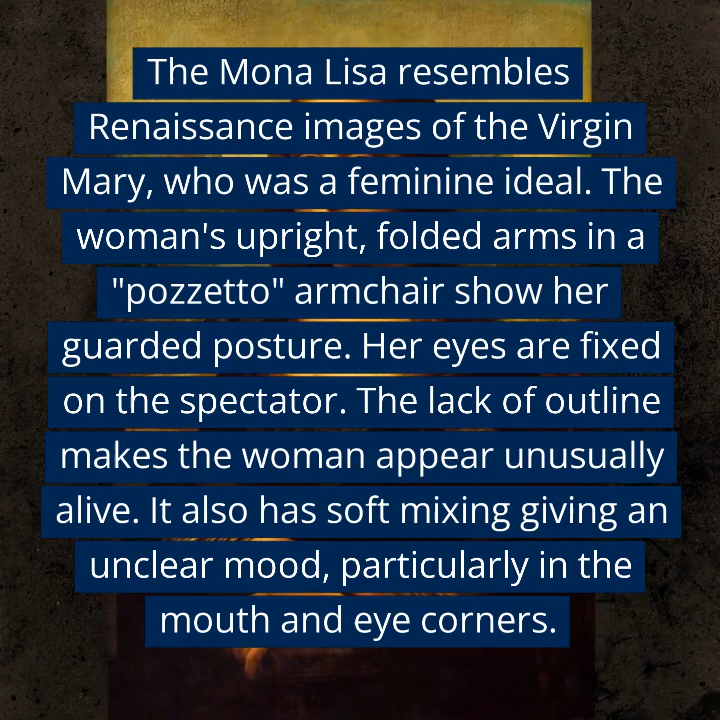 The Mona Lisa resembles
Renaissance images of the Virgin
Mary, who was a feminine ideal. The
woman's upright, folded arms in a
"pozzetto" armchair show her
guarded posture. Her eyes are fixed
on the spectator. The lack of outline
makes the woman appear unusually
alive. It also has soft mixing giving an
unclear mood, particularly in the
mouth and eye corners.